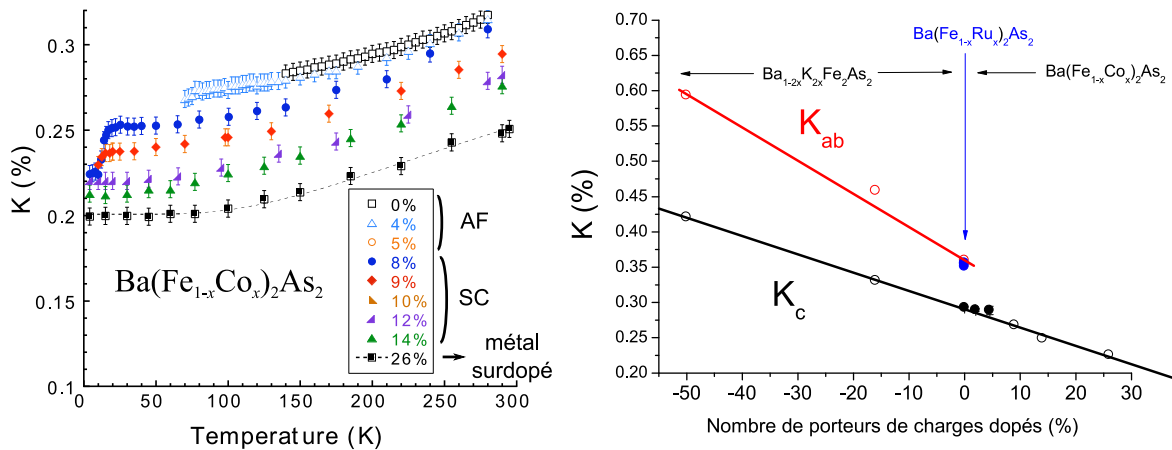 K (%)
0.3
0.25
0.2
0.15
0.1
0
50
100
150
200
250
300
Temperature (K)
Ba(Fe1-xCox)2As2
0%
4%
5%
8%
9%
10%
12%
14%
26%
AF
SC
métal
surdopé
K (%)
0.70
0.65
0.60
0.55
0.50
0.45
0.40
0.35
0.30
0.25
0.20
-50
-40
-30
-20
-10
0
10
20
30
Nombre de porteurs de charges dopés (%)
Ba(Fe1-xRux)2As2
Ba1-2xK2xFe2As2
Ba(Fe1-xCox)2As2
Kab
Kc